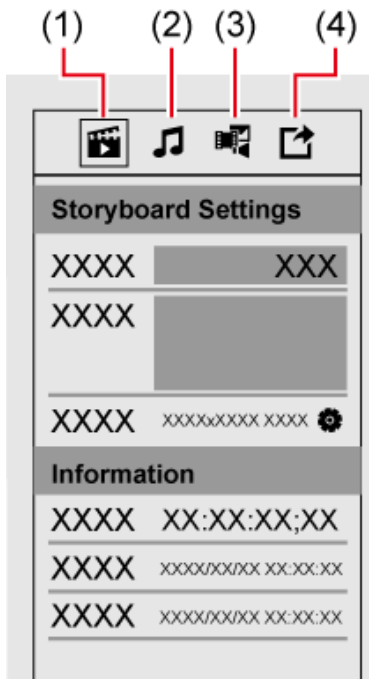 (1) (2) (3) (4)
Storyboard Settings
XXXX XXX
XXXX
XXXX XXXXxXXXX XXXX
Information
XXXX XX:XX:XX;XX
XXXX XXXX/XX/XX XX:XX:XX
XXXX XXXX/XX/XX XX:XX:XX